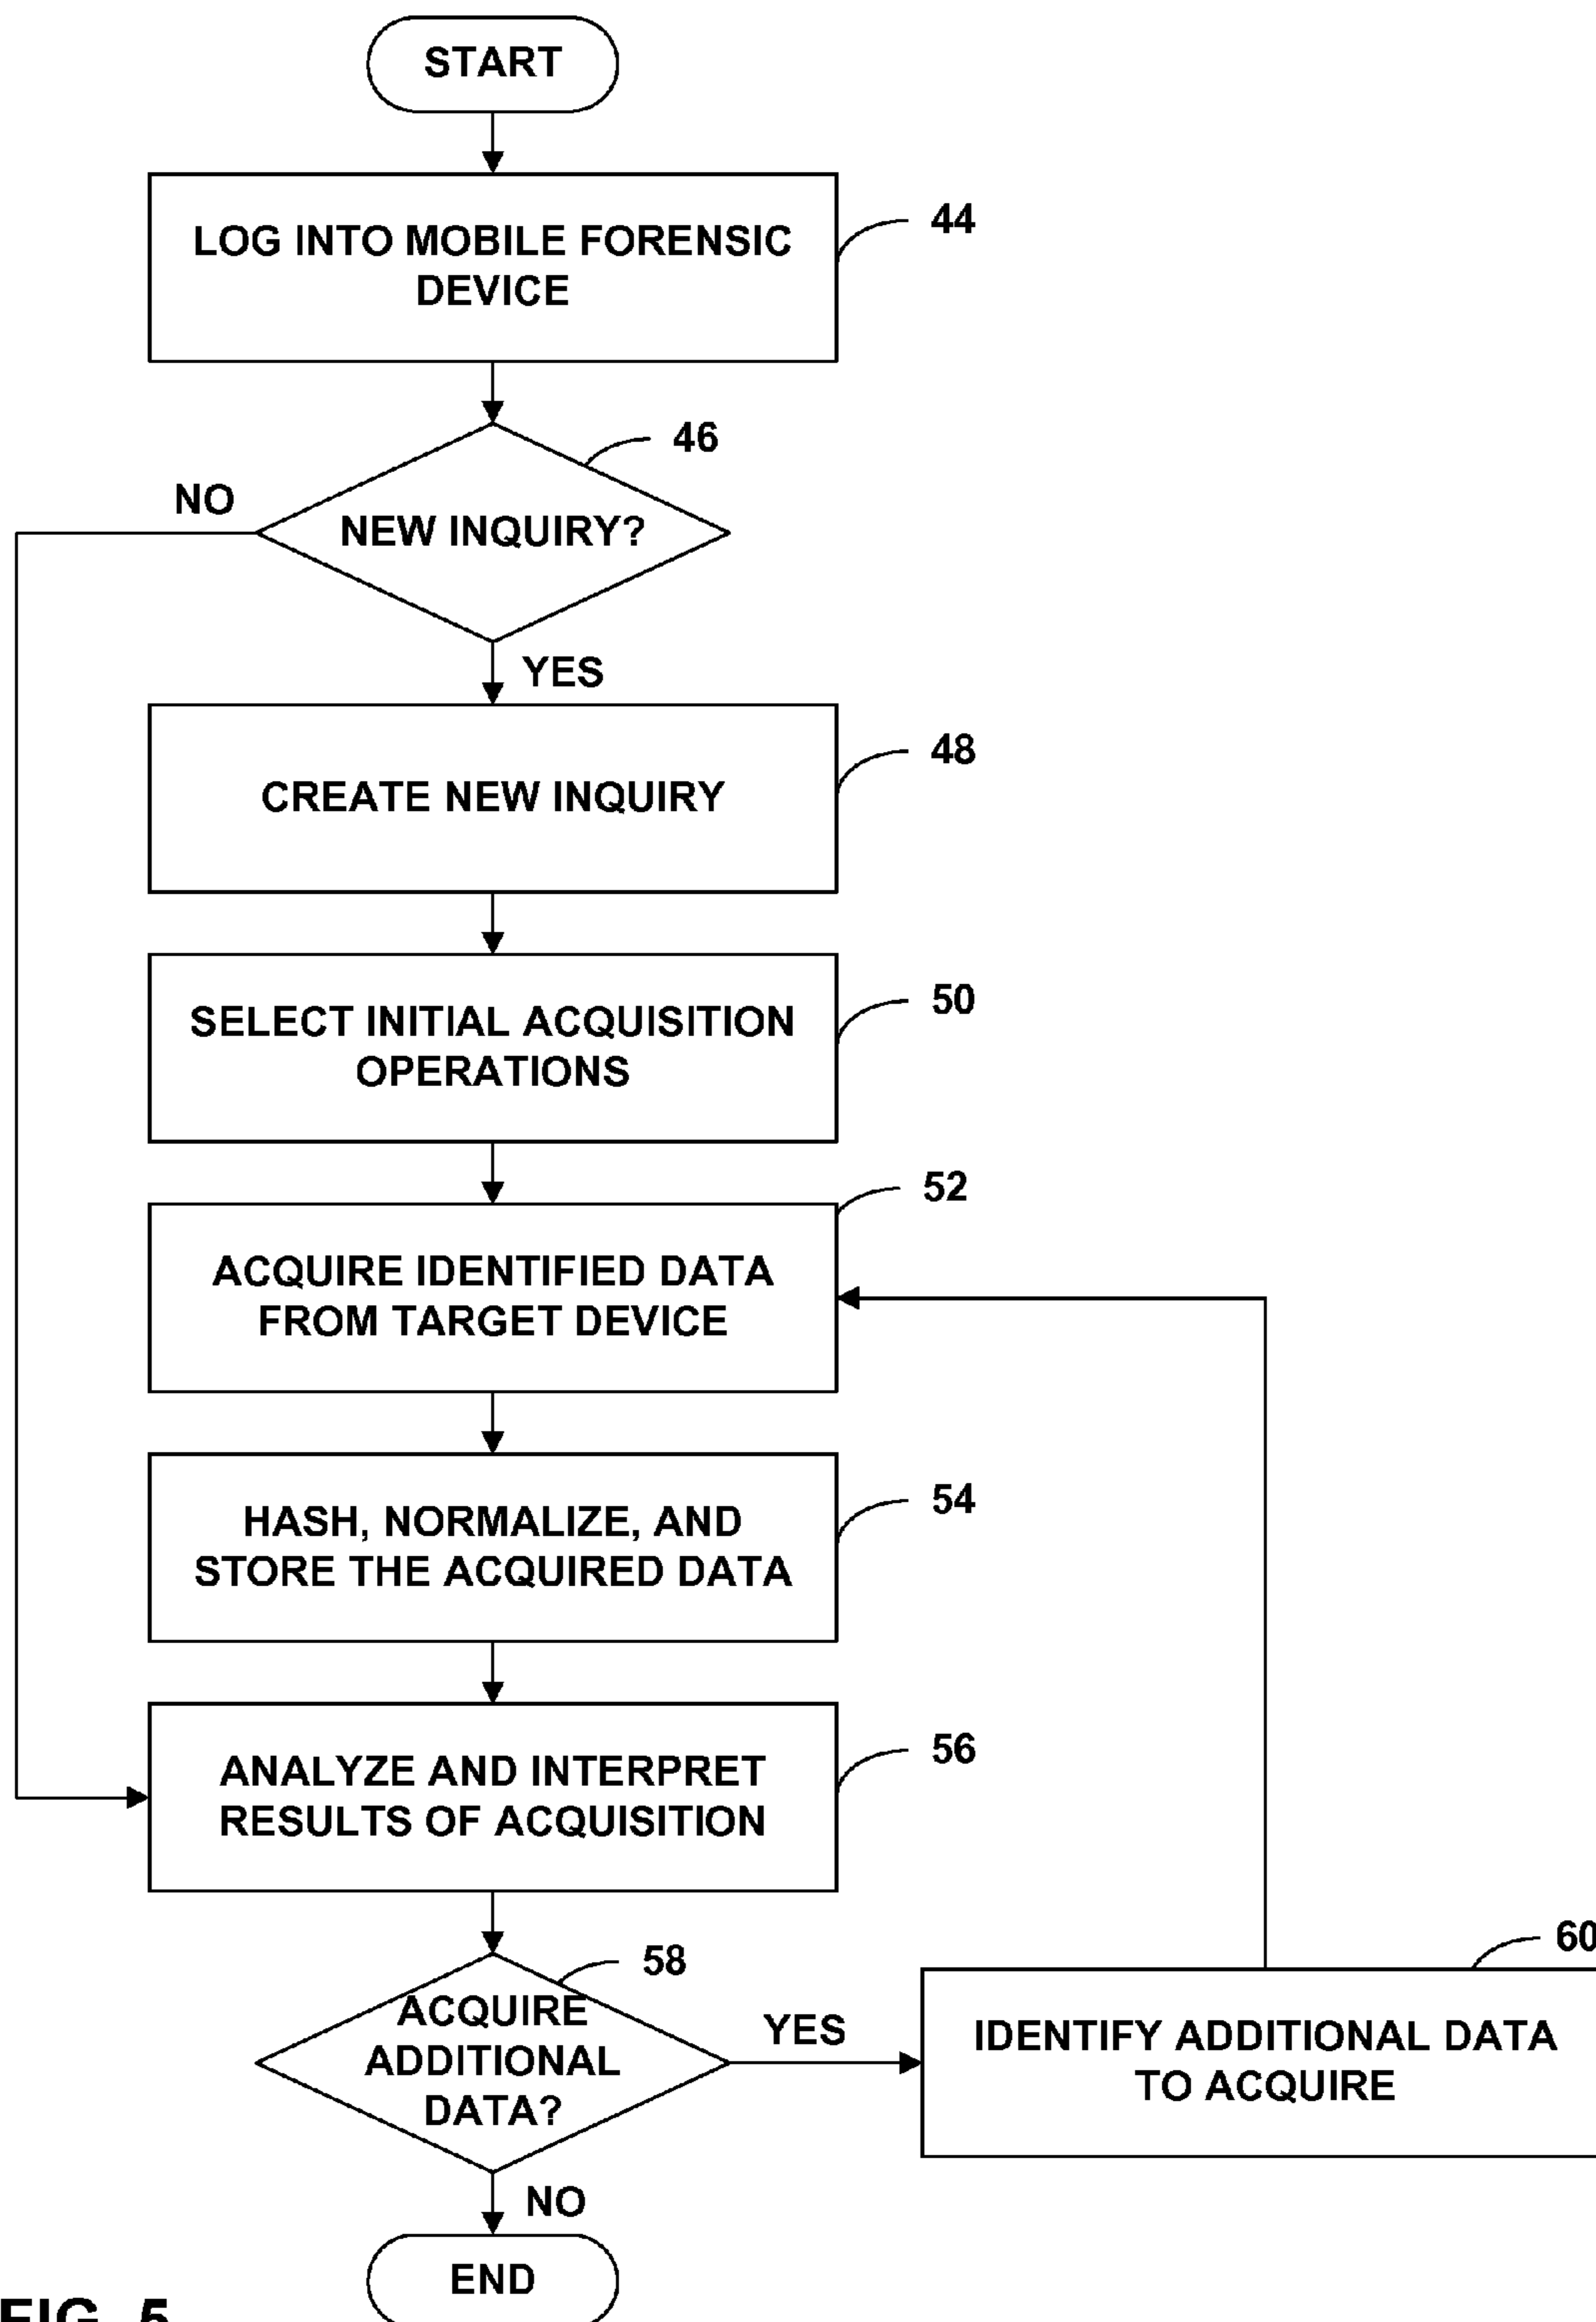 START
LOG INTO MOBILE FORENSIC
DEVICE
44
46
NO
NEW INQUIRY?
YES
48
CREATE NEW INQUIRY
50
SELECT INITIAL ACQUISITION
OPERATIONS
52
ACQUIRE IDENTIFIED DATA
FROM TARGET DEVICE
54
HASH, NORMALIZE, AND
STORE THE ACQUIRED DATA
56
ANALYZE AND INTERPRET
RESULTS OF ACQUISITION
58
60
ACQUIRE
ADDITIONAL
DATA?
YES
IDENTIFY ADDITIONAL DATA
TO ACQUIRE
NO
END
FIG. 5